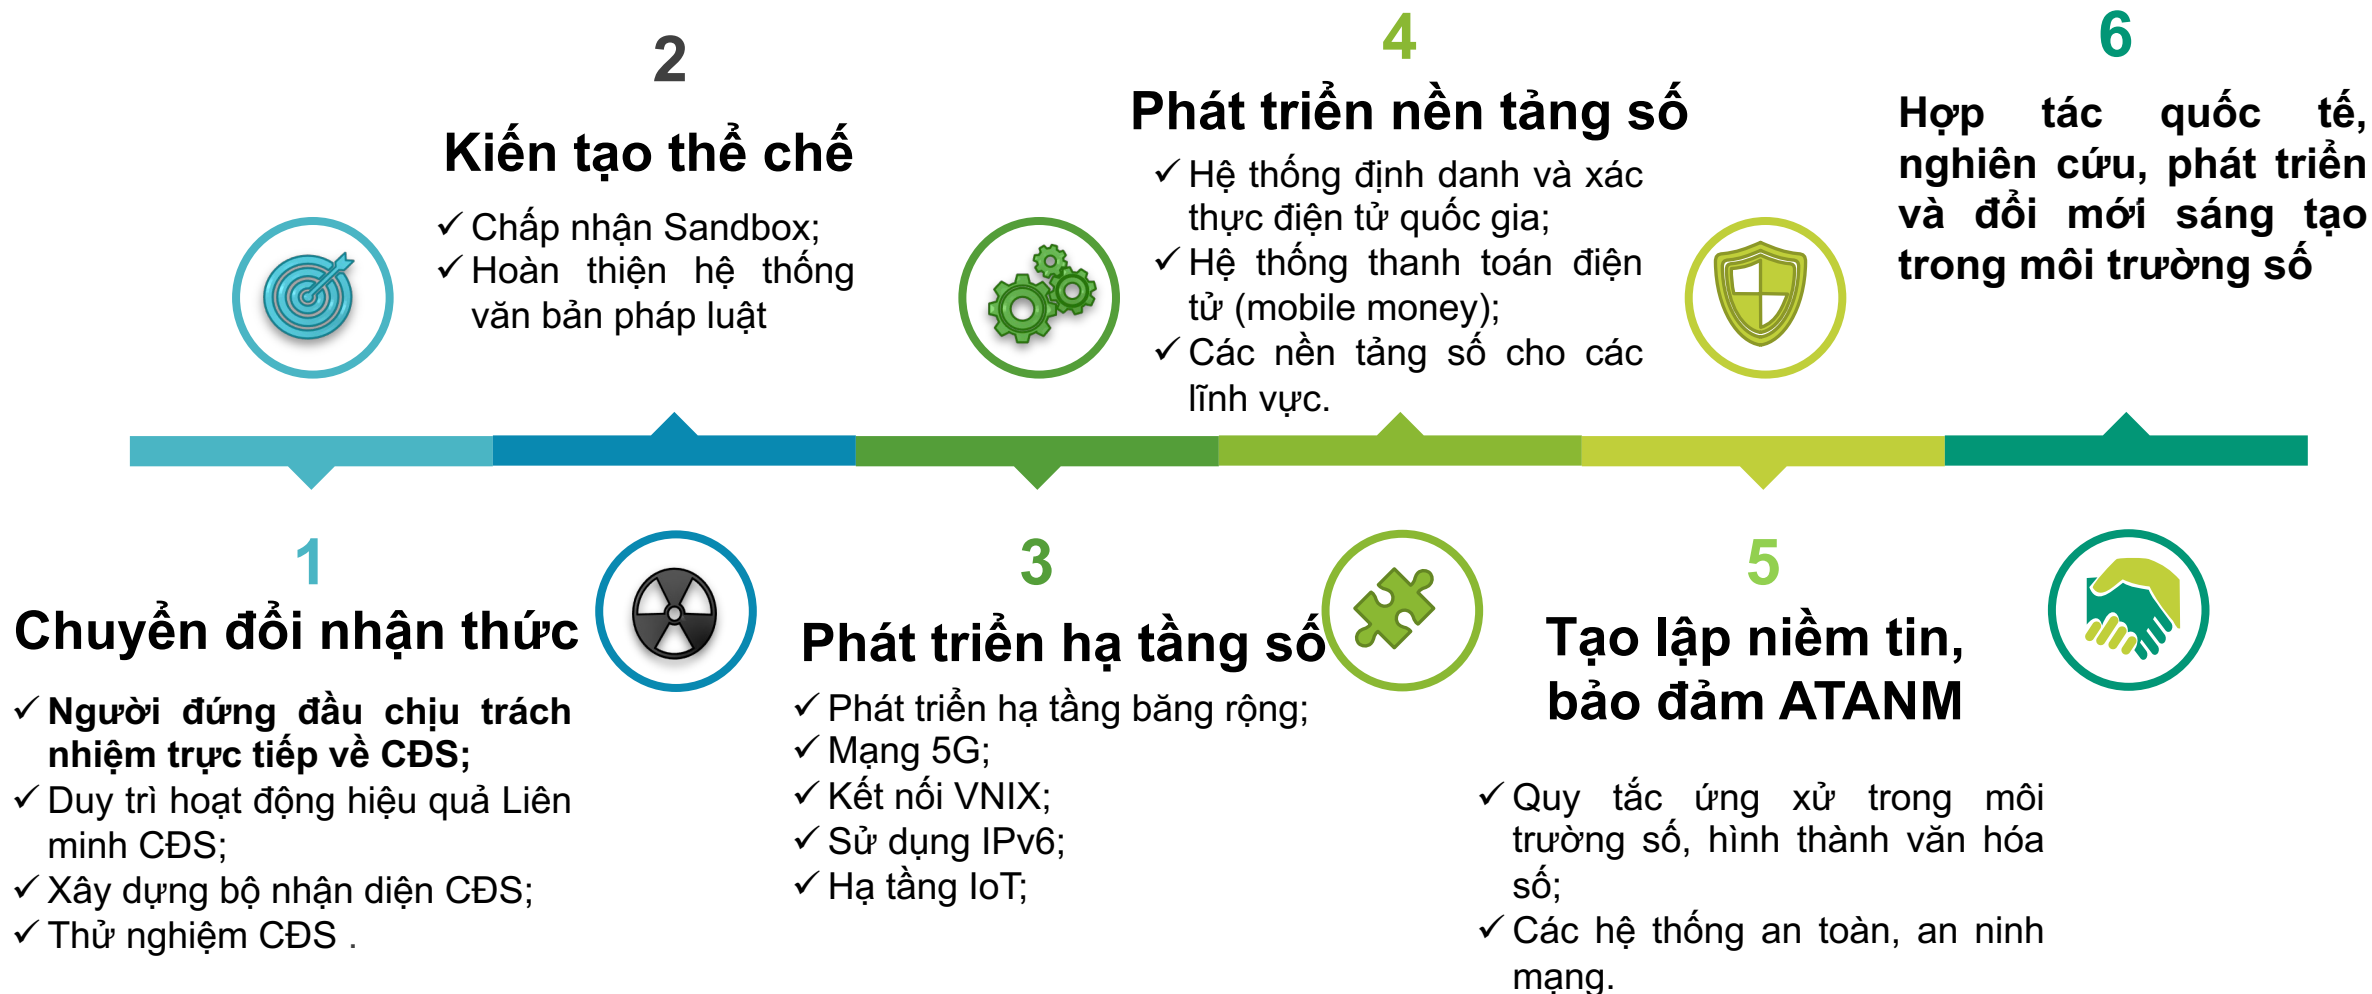 2
Kiến tạo thể chế
✓ Chấp nhận Sandbox;
✓ Hoàn thiện hệ thống
văn bản pháp luật
4
Phát triển nền tảng số
✓ Hệ thống định danh và xác
thực điện tử quốc gia;
✓ Hệ thống thanh toán điện
tử (mobile money);
✓ Các nền tảng số cho các
lĩnh vực.
6
Hợp tác quốc tế,
nghiên cứu, phát triển
và đổi mới sáng tạo
trong môi trường số
1
Chuyển đổi nhận thức
✓ Người đứng đầu chịu trách
nhiệm trực tiếp về CĐS;
✓ Duy trì hoạt động hiệu quả Liên
minh CĐS;
✓ Xây dựng bộ nhận diện CĐS;
✓ Thử nghiệm CĐS .
3
Phát triển hạ tầng số
✓ Phát triển hạ tầng băng rộng;
✓ Mạng 5G;
✓ Kết nối VNIX;
✓ Sử dụng IPv6;
✓ Hạ tầng IoT;
5
Tạo lập niềm tin,
bảo đảm ATANM
✓ Quy tắc ứng xử trong môi
trường số, hình thành văn hóa
số;
✓ Các hệ thống an toàn, an ninh
mạng.